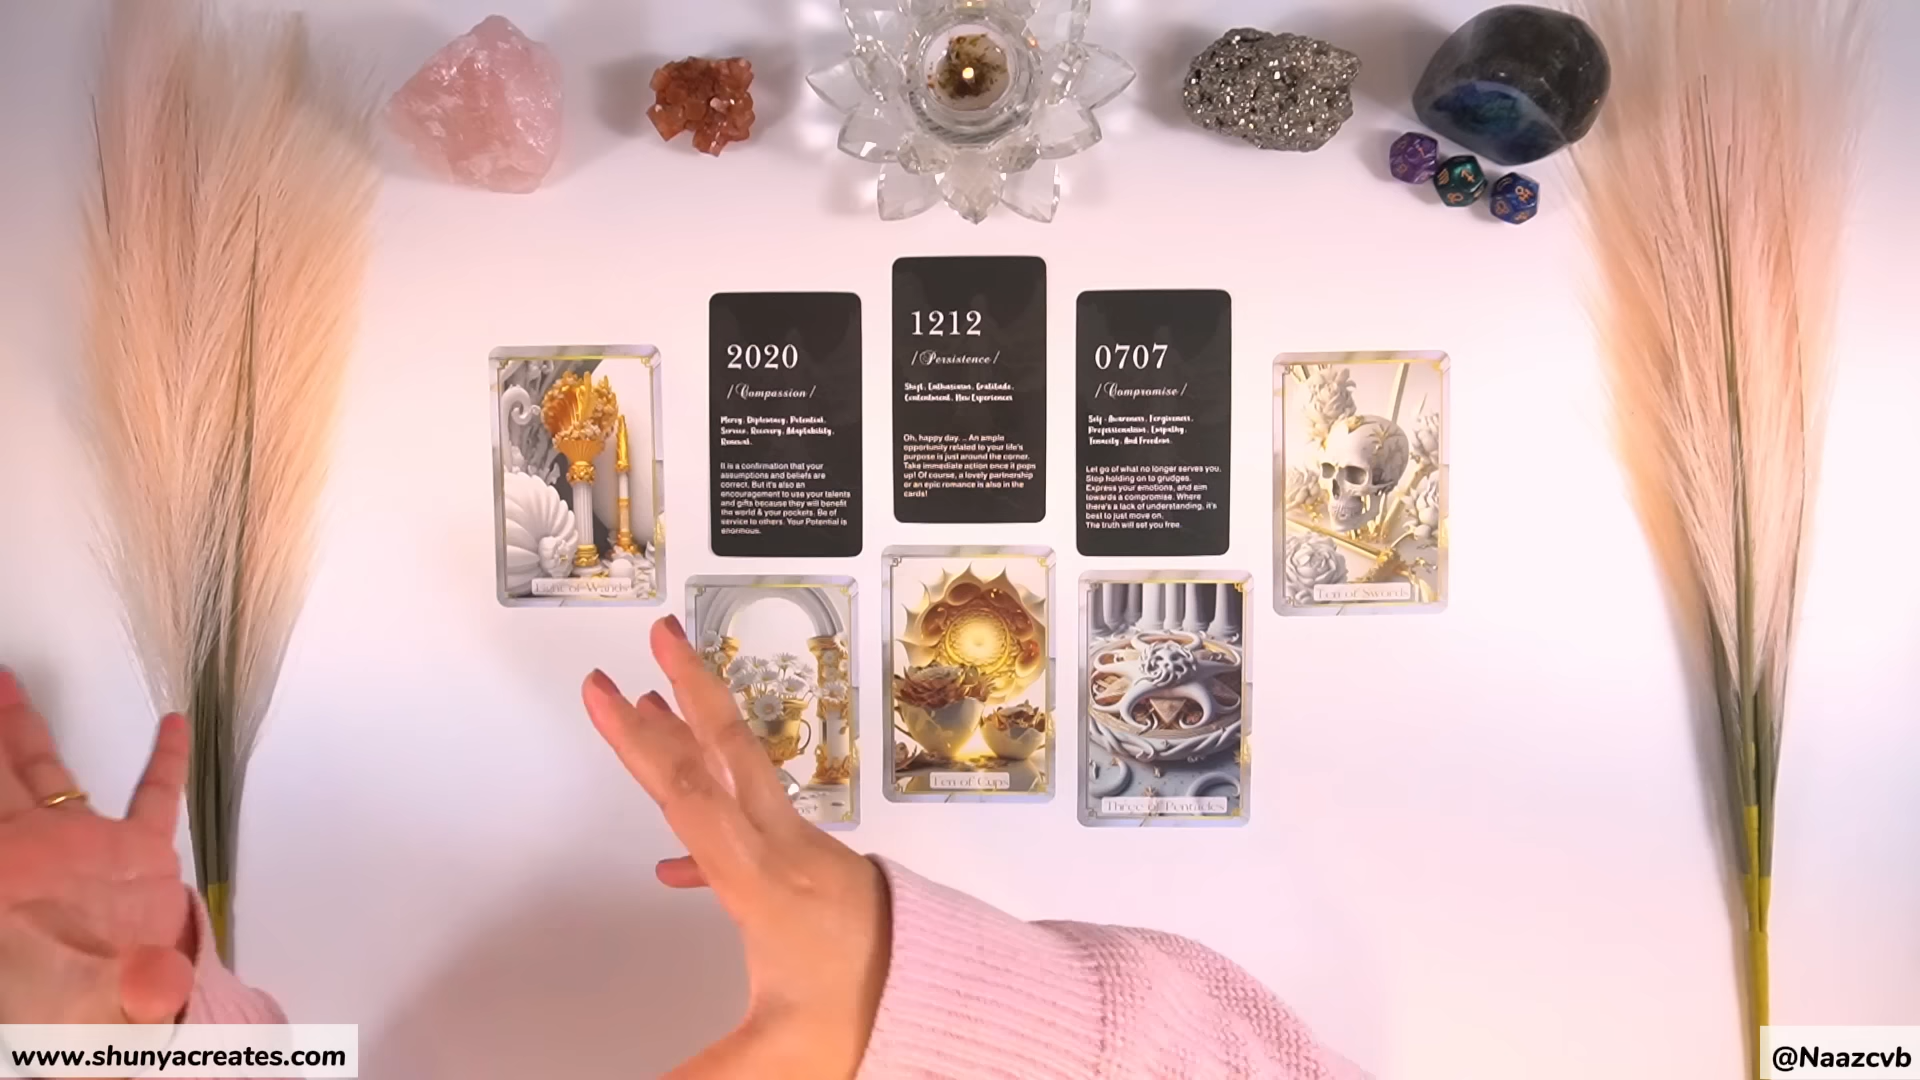 2020
/Compassion/
Mercy, Diplomacy, Potential,
Service, Recovery, Adaptability,
Renewal.
It is a confirmation that your
assumptions and beliefs are
correct. But it's also an
encouragement to use your talents
and gifts because they will benefit
the world & your pockets. Be of
service to others. Your Potential is
enormous.
1212
/Persistence/
Shift, Enthusiasm, Gratitude,
Contentment, New Experiences
Oh, happy day. .. An ample
opportunity related to your life's
purpose is just around the corner.
Take immediate action once it pops
up! Of course, a lovely partnership
or an epic romance is also in the
cards!
0707
/Compromise/
Self-Awareness, Forgiveness,
Professionalism, Empathy,
Tenacity, And Freedom.
Let go of what no longer serves you.
Stop holding on to grudges.
Express your emotions, and aim
towards a compromise. Where
there's a lack of understanding, it's
best to just move on.
The truth will set you free.
Eight of Wands
Ten of Swords
Ten of Cups
Three of Pentacles
www.shunyacreates.com
@Naazcvb